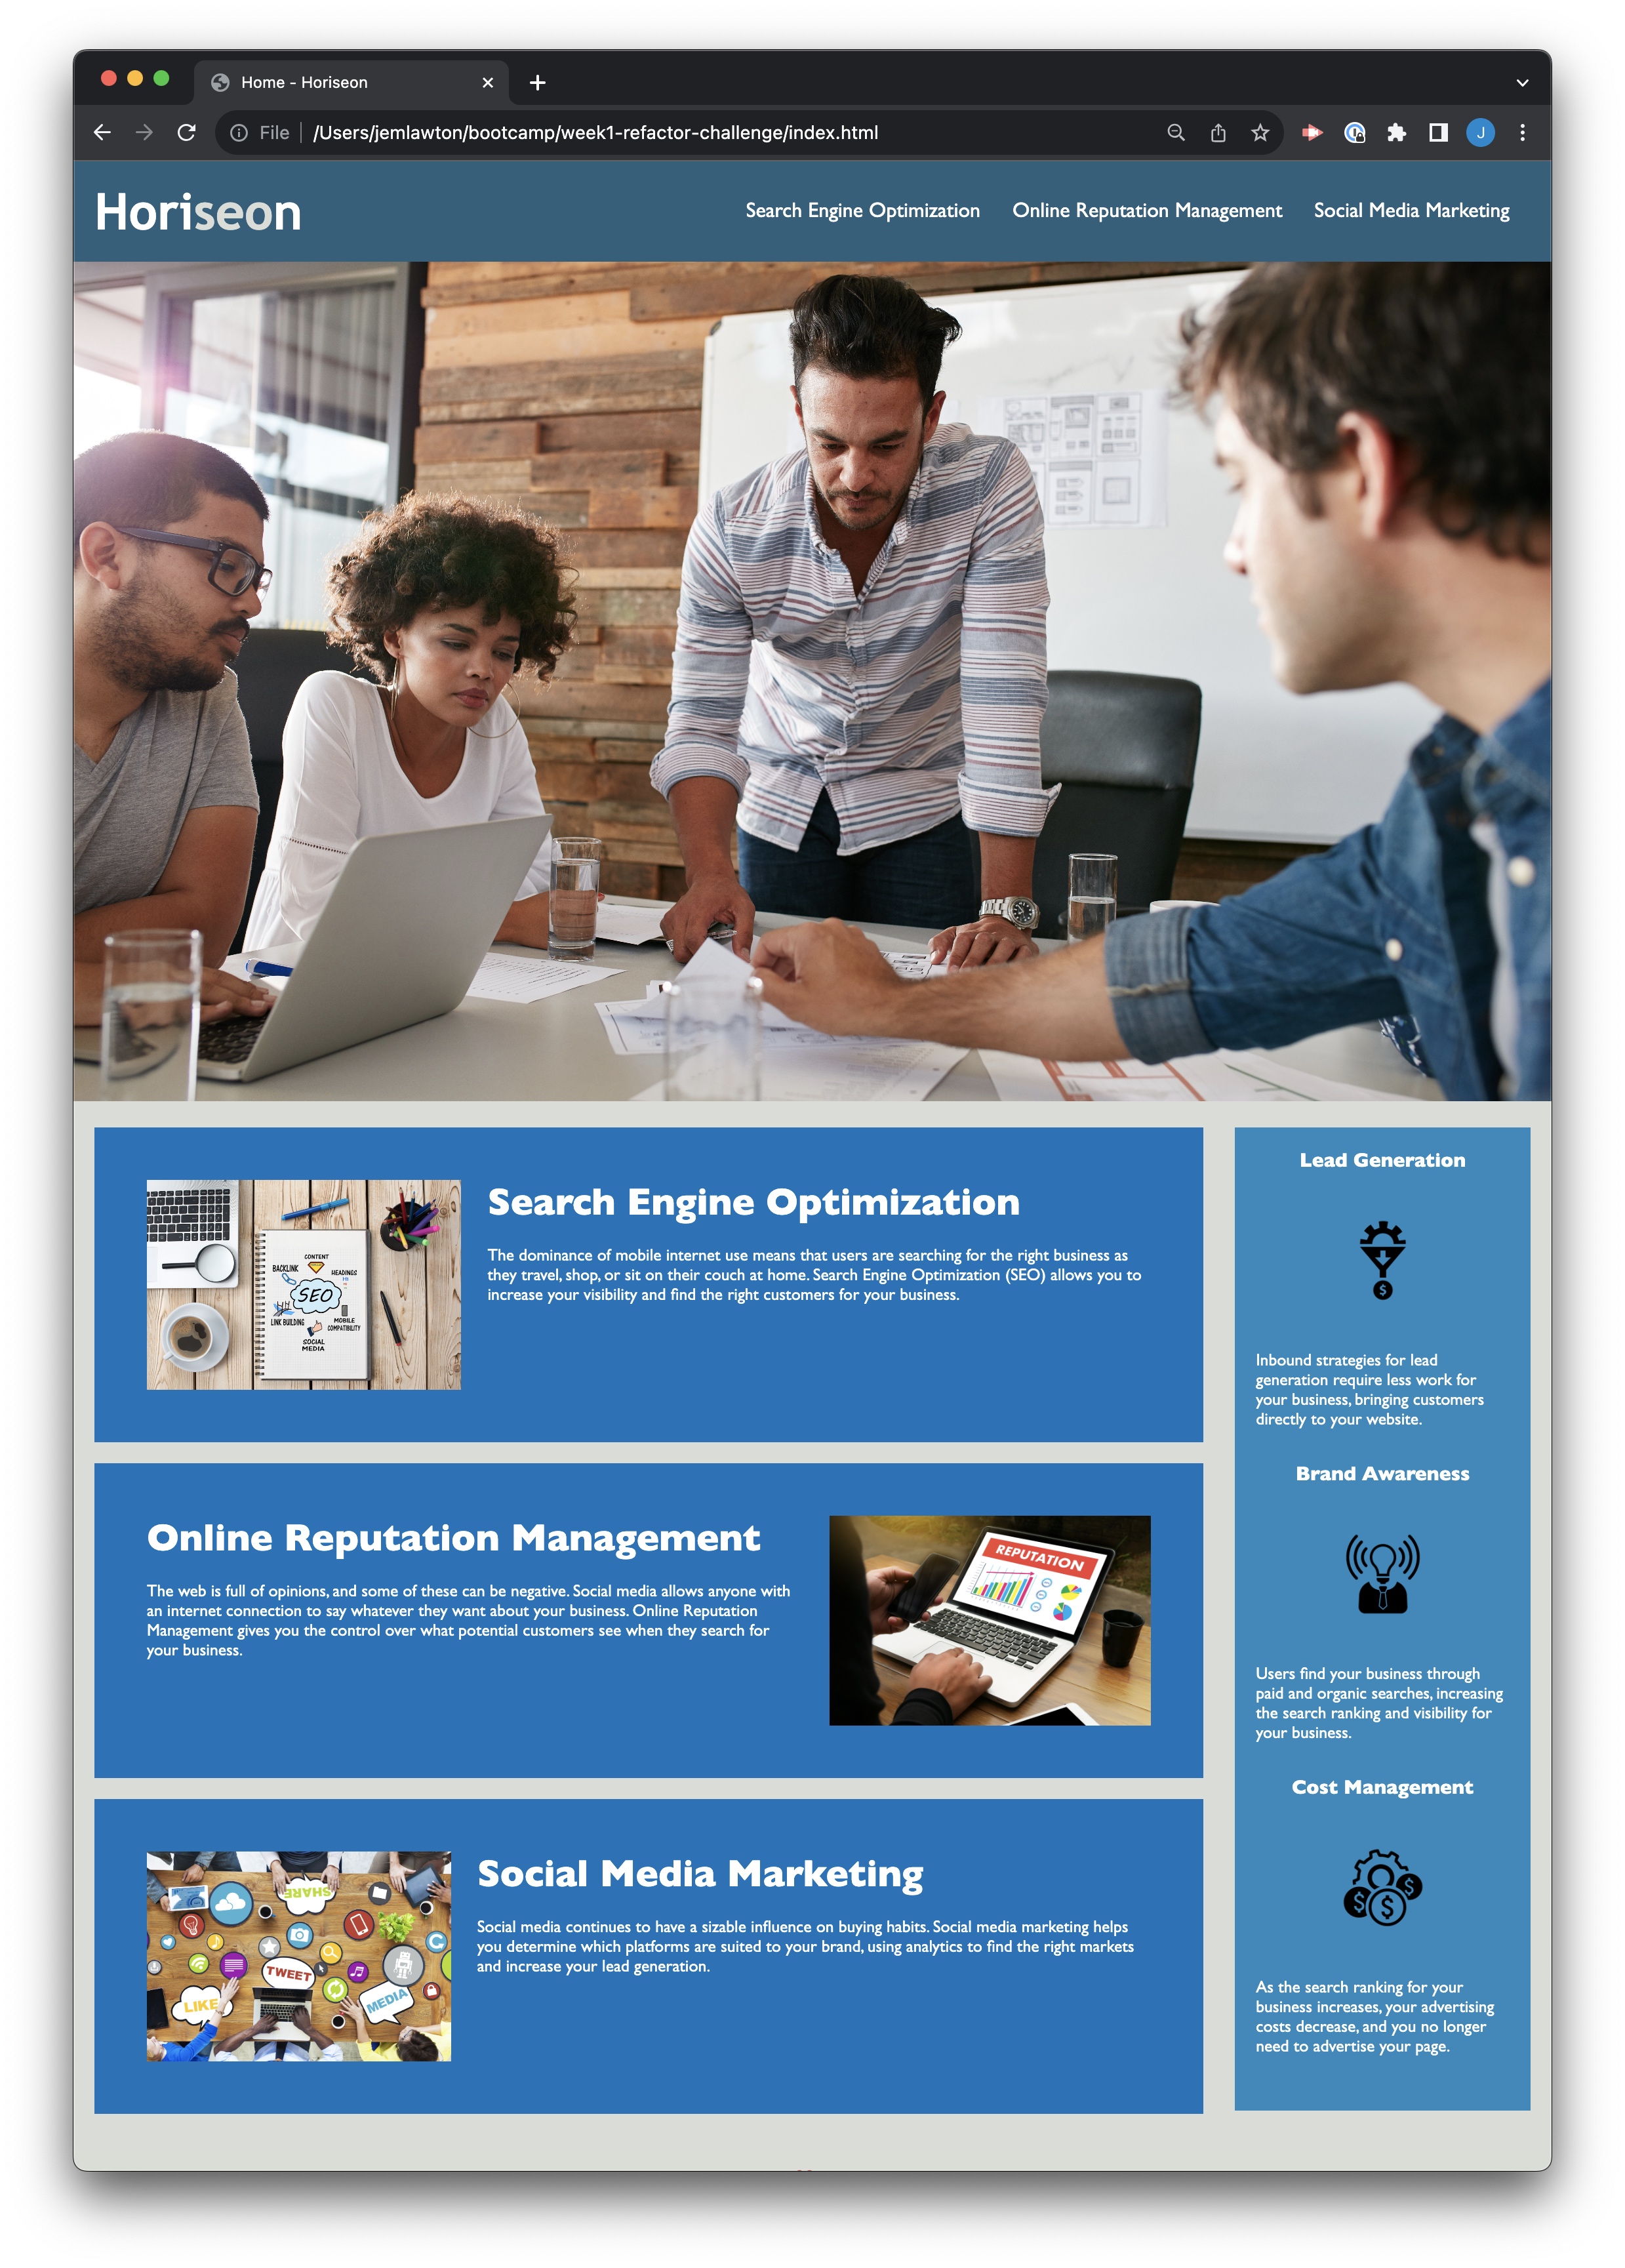 Home - Horiseon
File
/Users/jemlawton/bootcamp/week1-refactor-challenge/index.html
J
Horiseon
Search Engine Optimization
Online Reputation Management
Social Media Marketing
Search Engine Optimization
The dominance of mobile internet use means that users are searching for the right business as
they travel, shop, or sit on their couch at home. Search Engine Optimization (SEO) allows you to
increase your visibility and find the right customers for your business.
CONTENT
BACKLINK
HEADINGS
SEO
LINK BUILDING
MOBILE
COMPATIBILITY
SOCIAL
MEDIA
Online Reputation Management
The web is full of opinions, and some of these can be negative. Social media allows anyone with
an internet connection to say whatever they want about your business. Online Reputation
Management gives you the control over what potential customers see when they search for
your business.
REPUTATION
Social Media Marketing
Social media continues to have a sizable influence on buying habits. Social media marketing helps
you determine which platforms are suited to your brand, using analytics to find the right markets
and increase your lead generation.
SHARE
TWEET
LIKE
MEDIA
Lead Generation
$
Inbound strategies for lead
generation require less work for
your business, bringing customers
directly to your website.
Brand Awareness
Users find your business through
paid and organic searches, increasing
the search ranking and visibility for
your business.
Cost Management
$ $ $
As the search ranking for your
business increases, your advertising
costs decrease, and you no longer
need to advertise your page.